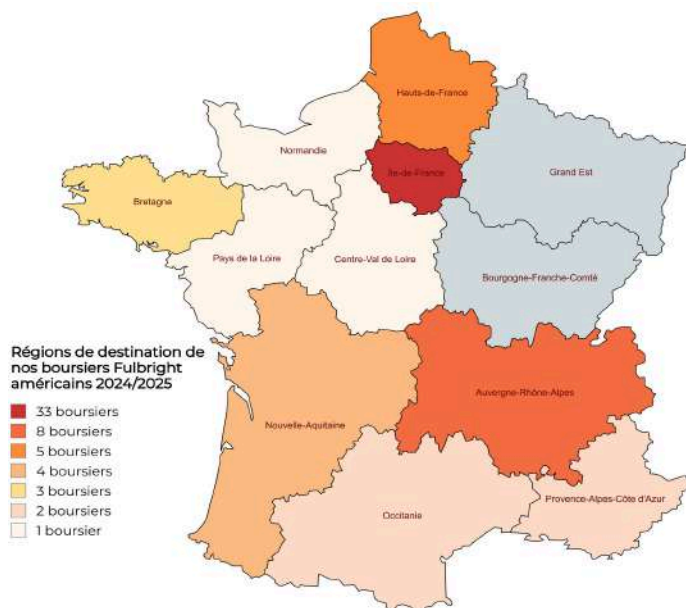 Hauts-de-France
Normandie
Île-de-France
Grand Est
Bretagne
Pays de la Loire
Centre-Val de Loire
Bourgogne-Franche-Comté
Régions de destination de
nos boursiers Fulbright
américains 2024/2025
33 boursiers
8 boursiers
5 boursiers
4 boursiers
3 boursiers
2 boursiers
1 boursier
Auvergne-Rhône-Alpes
Nouvelle-Aquitaine
Provence-Alpes-Côte d'Azur
Occitanie